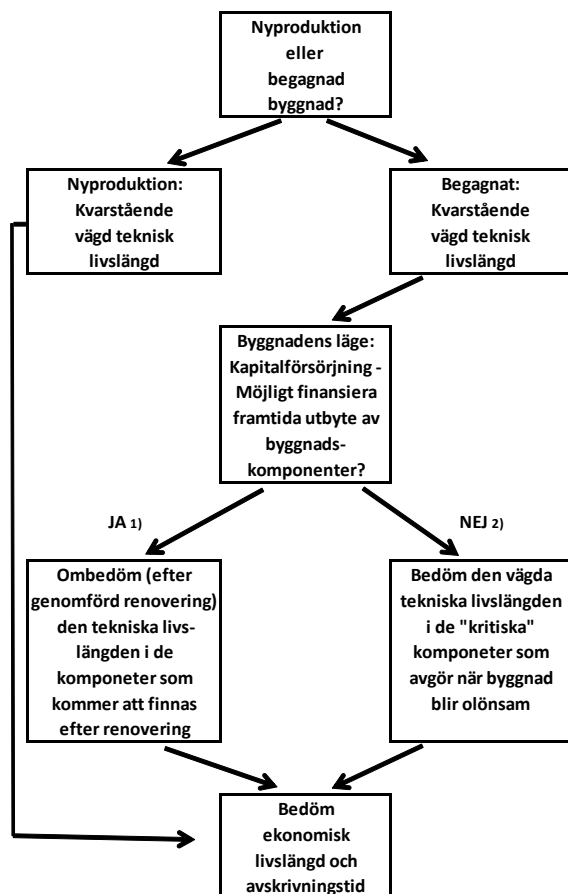 Nyproduktion
eller
begagnad
byggnad?
Nyproduktion:
Kvarstående
vägd teknisk
livslängd
Begagnat:
Kvarstående
vägd teknisk
livslängd
Byggnadens läge:
Kapitalförsörjning -
Möjligt finansiera
framtida utbyte av
byggnads-
komponenter?
JA 1)
NEJ 2)
Ombedöm (efter
genomförd renovering)
den tekniska livs-
längden i de
komponeter som
kommer att finnas
efter renovering
Bedöm den vägda
tekniska livslängden
i de "kritiska"
komponeter som
avgör när byggnad
blir olönsam
Bedöm
ekonomisk
livslängd och
avskrivningstid